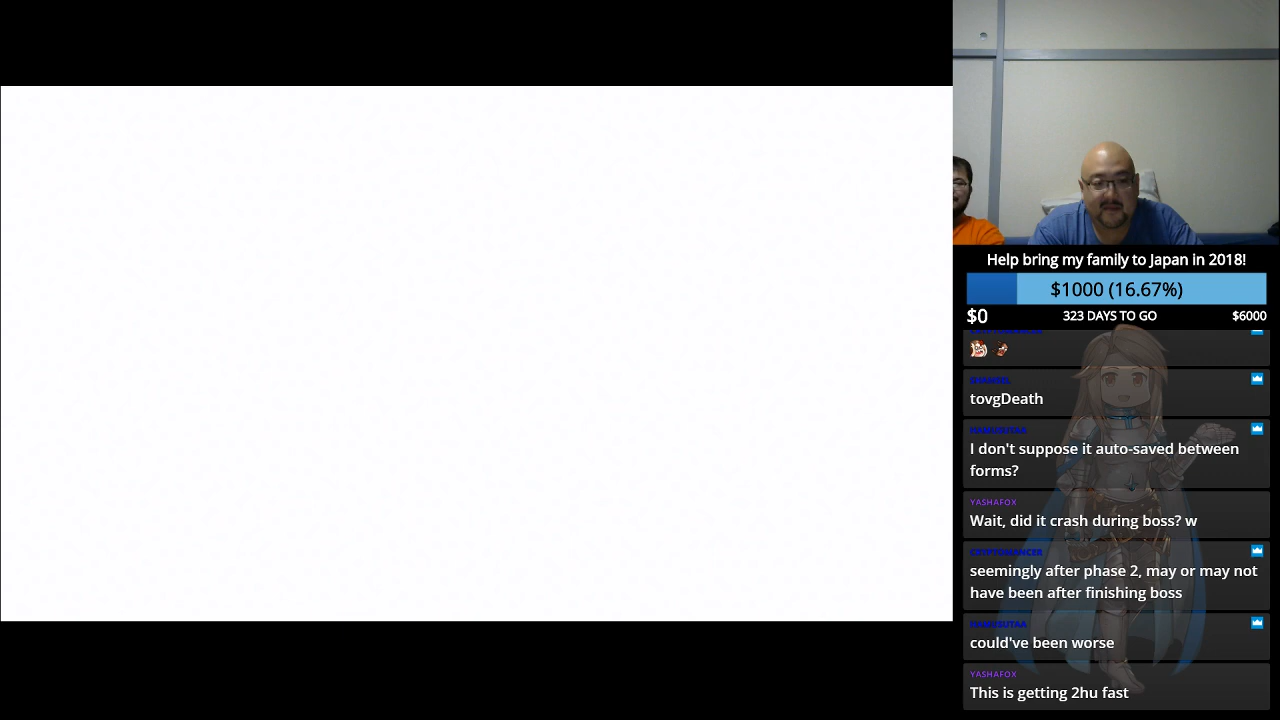 Help bring my family to Japan in 2018!
$1000 (16.67%)
$0
323 DAYS TO GO
$6000
tovgDeath
I don't suppose it auto-saved between
forms?
YASHAFOX
Wait, did it crash during boss? w
CRYPTOMANCER
seemingly after phase 2, may or may not
have been after finishing boss
could've been worse
YASHAFOX
This is getting 2hu fast